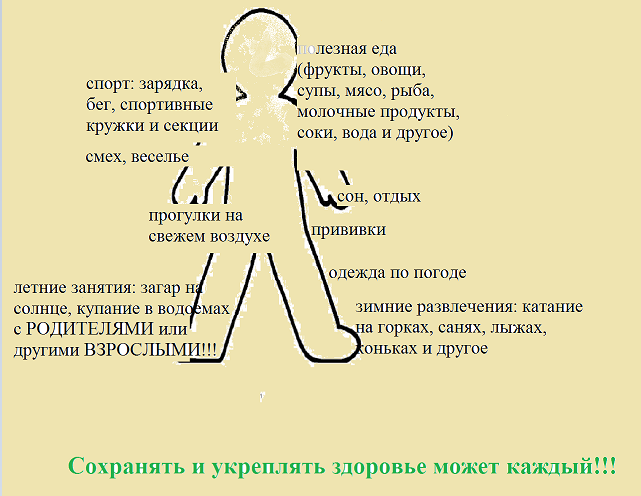 спорт: зарядка,
бег, спортивные
кружки и секции
смех, веселье
прогулки на
свежем воздухе
летние занятия: загар на
солнце, купание в водоемах
с РОДИТЕЛЯМИ или
другими ВЗРОСЛЫМИ!!!
полезная еда
(фрукты, овощи,
супы, мясо, рыба,
молочные продукты,
соки, вода и другое)
сон, отдых
прививки
одежда по погоде
зимние развлечения: катание
на горках, санях, лыжах,
коньках и другое
Сохранять и укреплять здоровье может каждый!!!